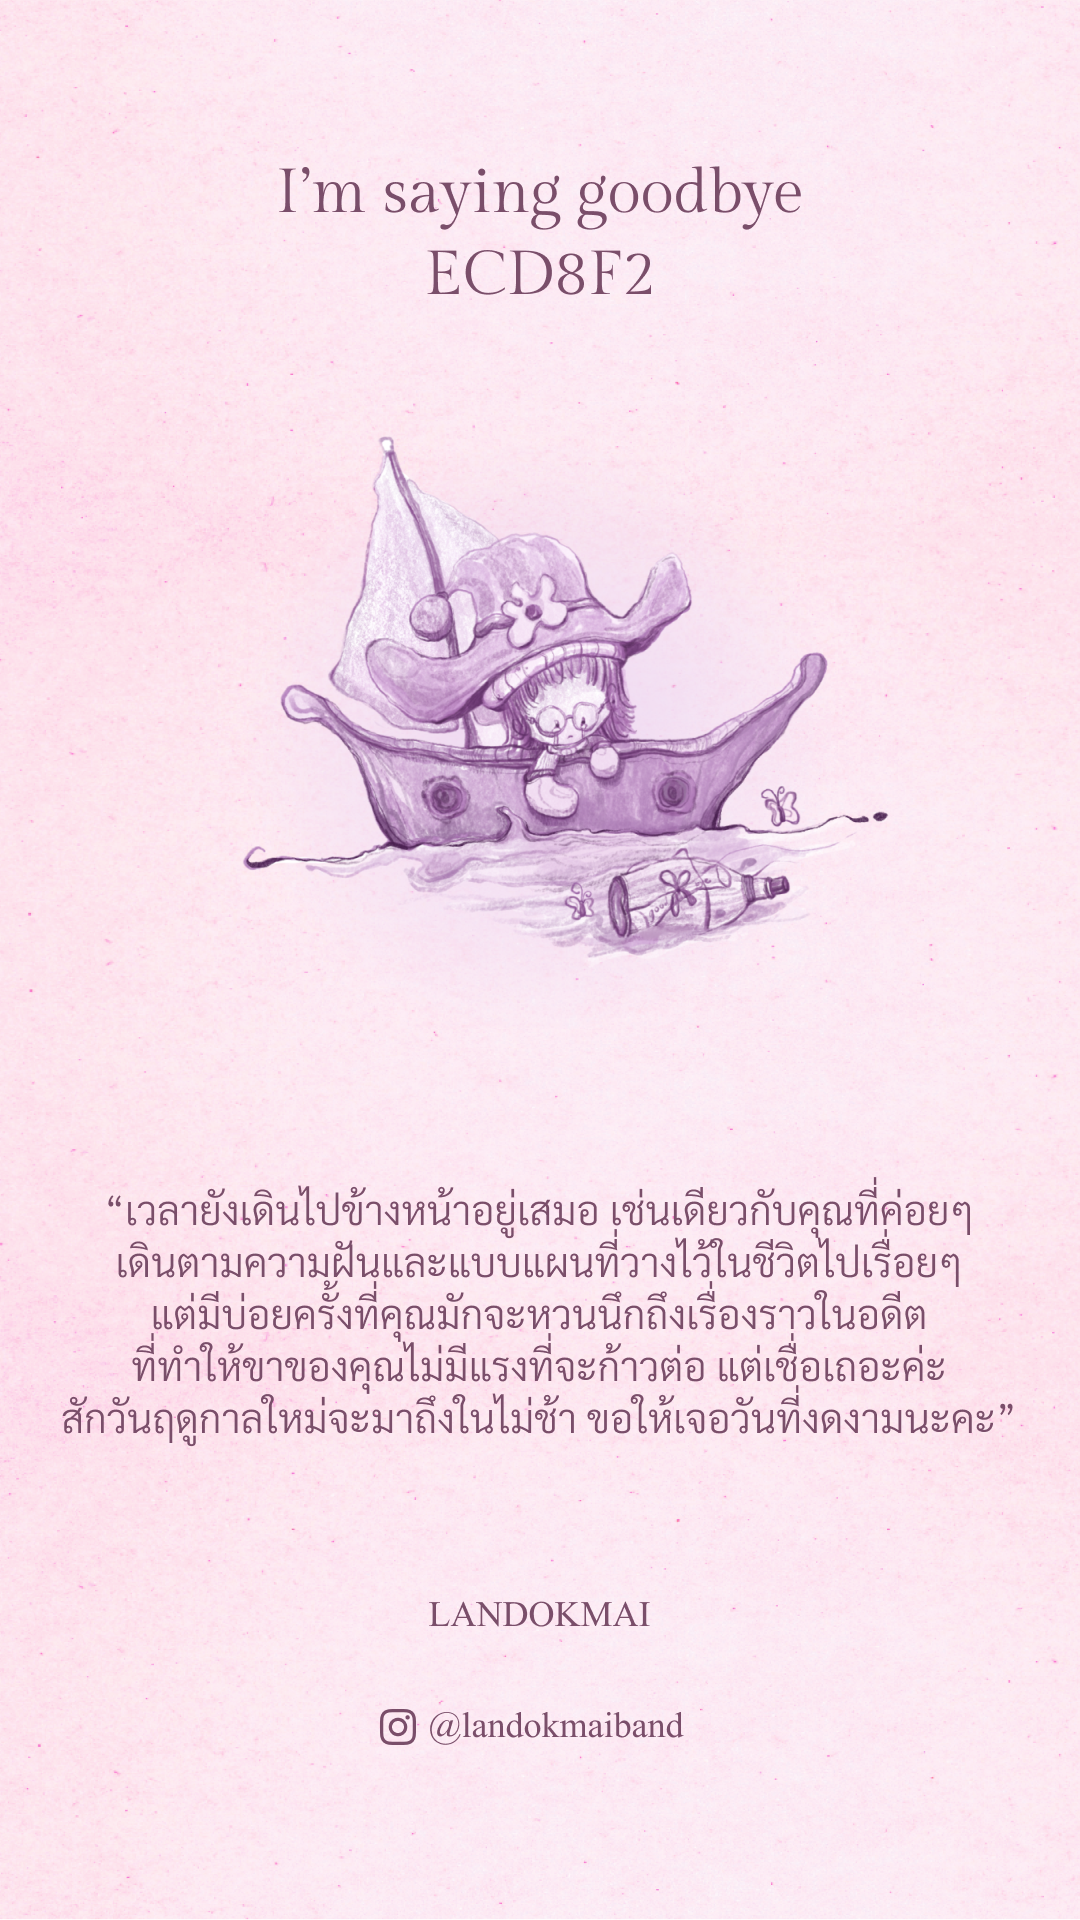 I’m saying goodbye
ECD8F2
“เวลายังเดินไปข้างหน้าอยู่เสมอ เช่นเดียวกับคุณที่ค่อยๆ
เดินตามความฝันและแบบแผนที่วางไว้ในชีวิตไปเรื่อยๆ
แต่มีบ่อยครั้งที่คุณมักจะหวนนึกถึงเรื่องราวในอดีต
ที่ทำให้ขาของคุณไม่มีแรงที่จะก้าวต่อ แต่เชื่อเถอะค่ะ
สักวันฤดูกาลใหม่จะมาถึงในไม่ช้า ขอให้เจอวันที่งดงามนะคะ”
LANDOKMAI
@landokmaiband